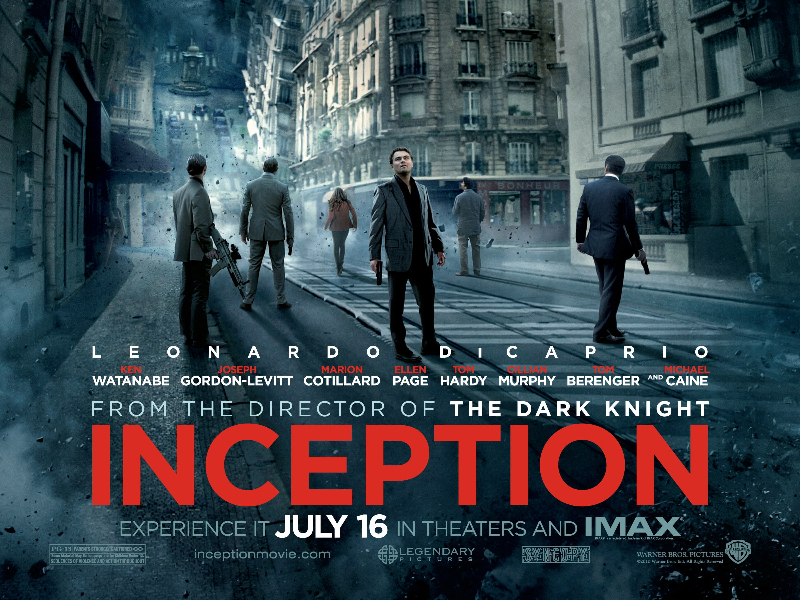 BONHEUR
LEONARDO DiCAPRIO
KEN WATANABE JOSEPH GORDON-LEVITT MARION COTILLARD ELLEN PAGE TOM HARDY CILLIAN MURPHY TOM BERENGER AND MICHAEL CAINE
FROM THE DIRECTOR OF THE DARK KNIGHT
INCEPTION
EXPERIENCE IT JULY 16 IN THEATERS AND IMAX
inceptionmovie.com
LEGENDARY
PICTURES
WARNER BROS. PICTURES